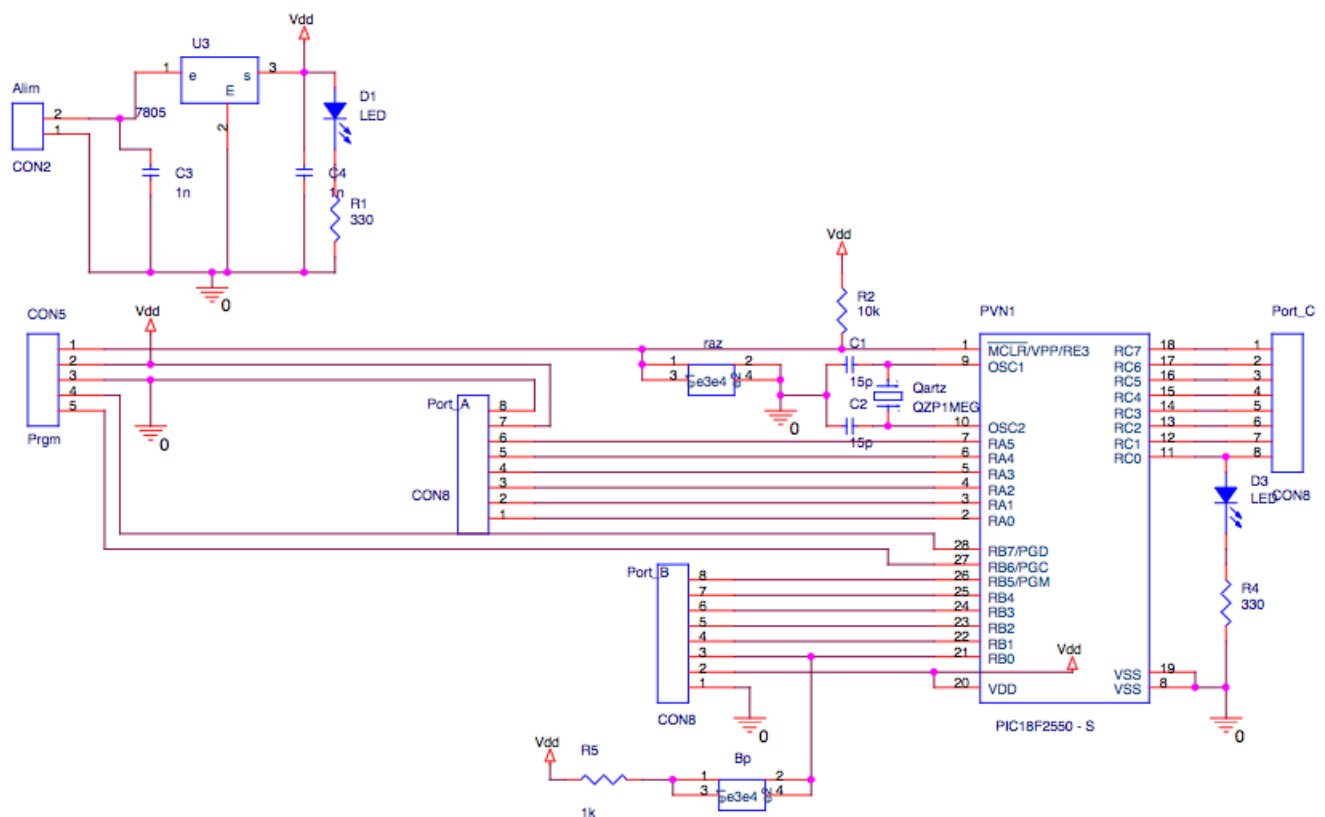 Vdd
U3
1
e
s
3
E
2
7805
Alim
2
1
CON2
C3
1n
C4
1n
D1
LED
R1
330
0
CON5
1
2
3
4
5
Prgm
Vdd
0
Port_A
8
7
6
5
4
3
2
1
CON8
raz
1
2
3
4
e3e4
0
Vdd
R2
10k
C1
15p
C2
15p
Qartz
QZP1MEG
PVN1
1
MCLR/VPP/RE3
9
OSC1
10
OSC2
7
RA5
6
RA4
5
RA3
4
RA2
3
RA1
2
RA0
28
RB7/PGD
27
RB6/PGC
26
RB5/PGM
25
RB4
24
RB3
23
RB2
22
RB1
21
RB0
20
VDD
RC7
18
RC6
17
RC5
16
RC4
15
RC3
14
RC2
13
RC1
12
RC0
11
VSS
19
VSS
8
PIC18F2550 - S
Port_C
1
2
3
4
5
6
7
8
CON8
D3
LED
R4
330
0
Port_B
8
7
6
5
4
3
2
1
CON8
0
Vdd
Vdd
R5
1k
Bp
1
2
3
4
e3e4